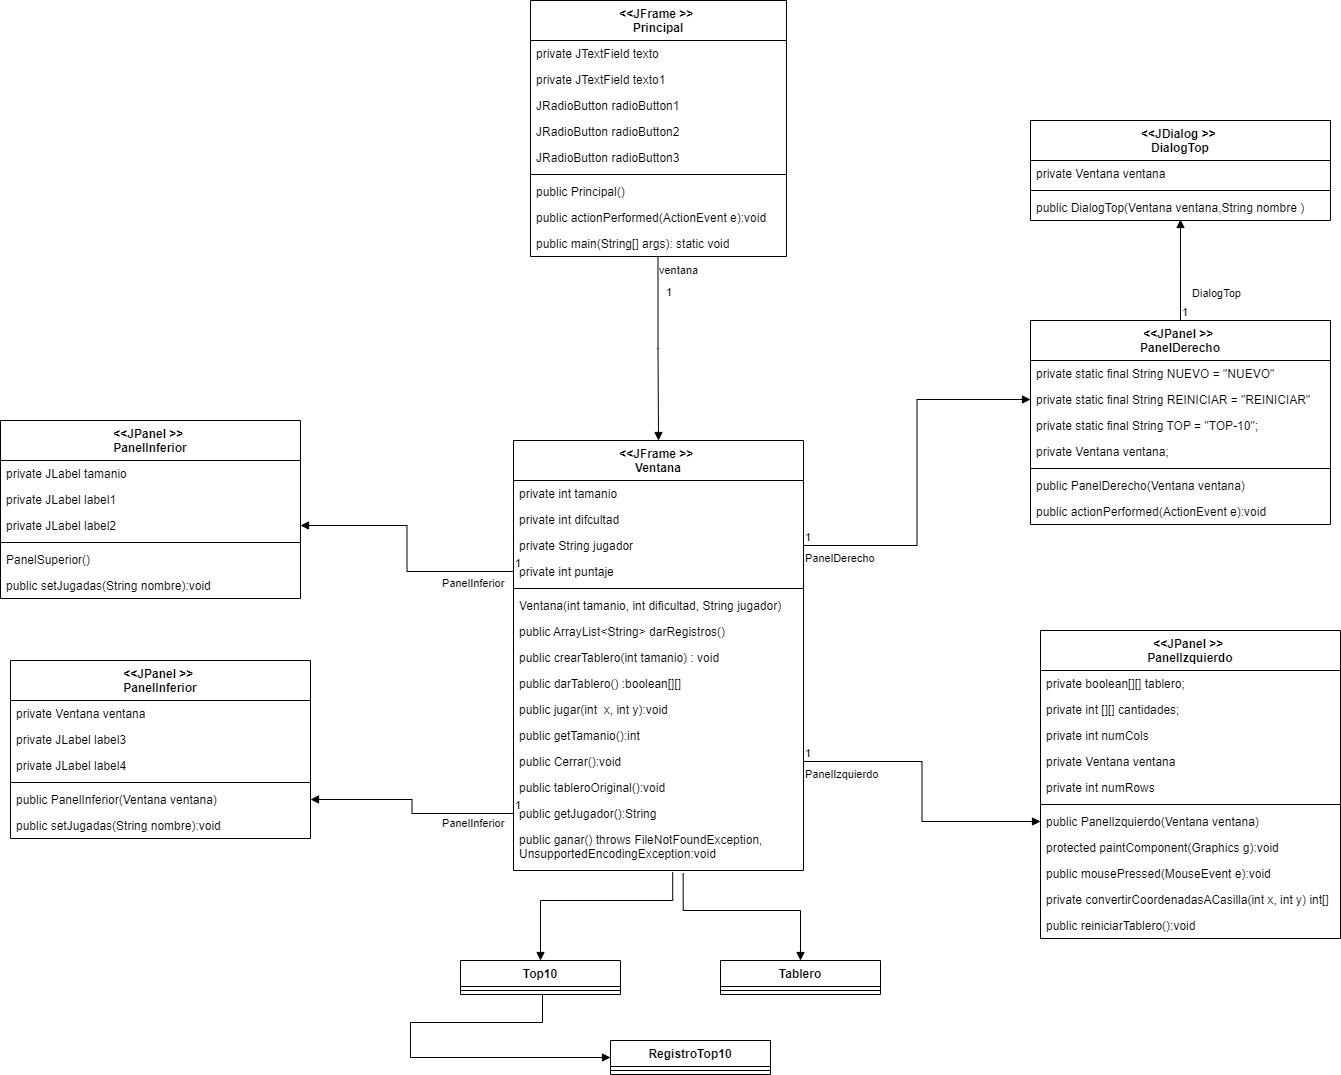 <<JFrame >>
Principal
private JTextField texto
private JTextField texto1
JRadioButton radioButton1
JRadioButton radioButton2
JRadioButton radioButton3
public Principal()
public actionPerformed(ActionEvent e):void
public main(String[] args): static void
ventana
1
<<JDialog >>
DialogTop
private Ventana ventana
public DialogTop(Ventana ventana,String nombre )
DialogTop
1
<<JPanel >>
PanelDerecho
private static final String NUEVO = "NUEVO"
private static final String REINICIAR = "REINICIAR"
private static final String TOP = "TOP-10";
private Ventana ventana;
public PanelDerecho(Ventana ventana)
public actionPerformed(ActionEvent e):void
<<JPanel >>
PanelInferior
private JLabel tamanio
private JLabel label1
private JLabel label2
PanelSuperior()
public setJugadas(String nombre):void
1
PanelInferior
<<JFrame >>
Ventana
private int tamanio
private int difcultad
private String jugador
private int puntaje
Ventana(int tamanio, int dificultad, String jugador)
public ArrayList<String> darRegistros()
public crearTablero(int tamanio) : void
public darTablero() :boolean[][]
public jugar(int  x, int y):void
public getTamanio():int
public Cerrar():void
public tableroOriginal():void
public getJugador():String
public ganar() throws FileNotFoundException,
UnsupportedEncodingException:void
1
PanelDerecho
1
PanelIzquierdo
<<JPanel >>
PanelInferior
private Ventana ventana
private JLabel label3
private JLabel label4
public PanelInferior(Ventana ventana)
public setJugadas(String nombre):void
1
PanelInferior
<<JPanel >>
PanelIzquierdo
private boolean[][] tablero;
private int [][] cantidades;
private int numCols
private Ventana ventana
private int numRows
public PanelIzquierdo(Ventana ventana)
protected paintComponent(Graphics g):void
public mousePressed(MouseEvent e):void
private convertirCoordenadasACasilla(int x, int y) int[]
public reiniciarTablero():void
Top10
Tablero
RegistroTop10